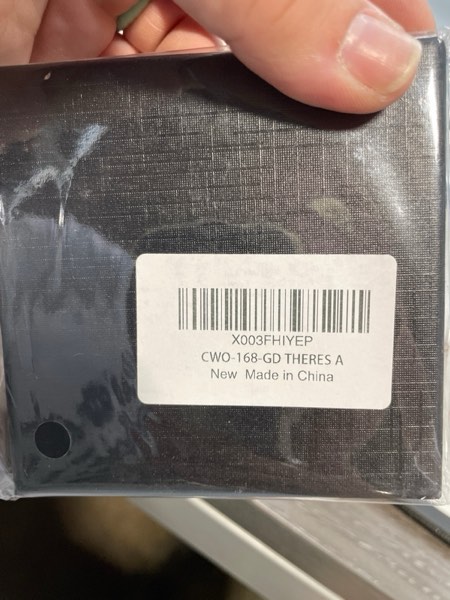 X003FHIYEP
CWO-168-GD THERES A
New Made in China